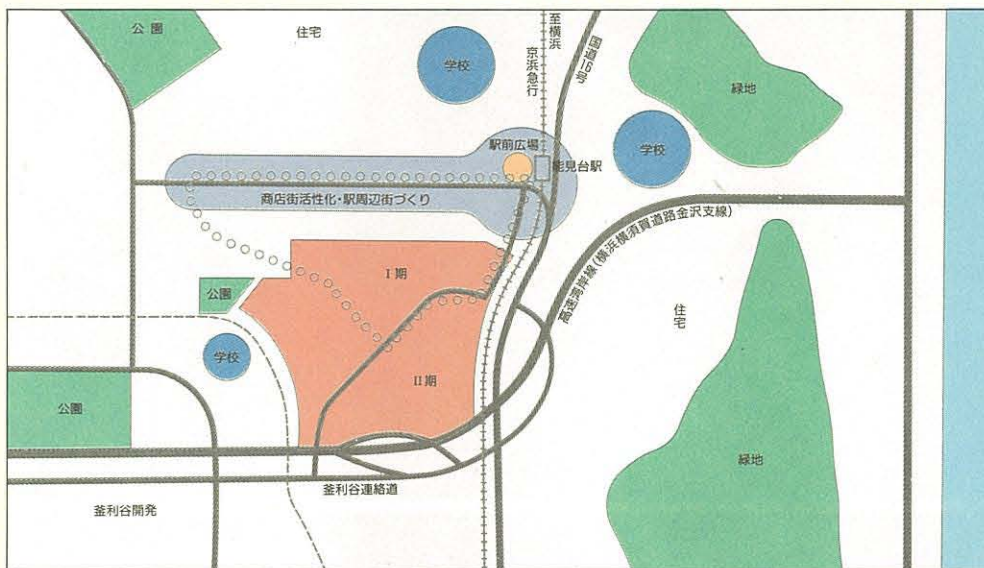 公園
住宅
至横浜
京浜急行
国道16号
学校
緑地
駅前広場
能見台駅
学校
商店街活性化・駅周辺街づくり
高速湾岸線(横浜横須賀道路金沢支線)
I期
公園
住宅
学校
II期
公園
緑地
釜利谷連絡道
釜利谷開発